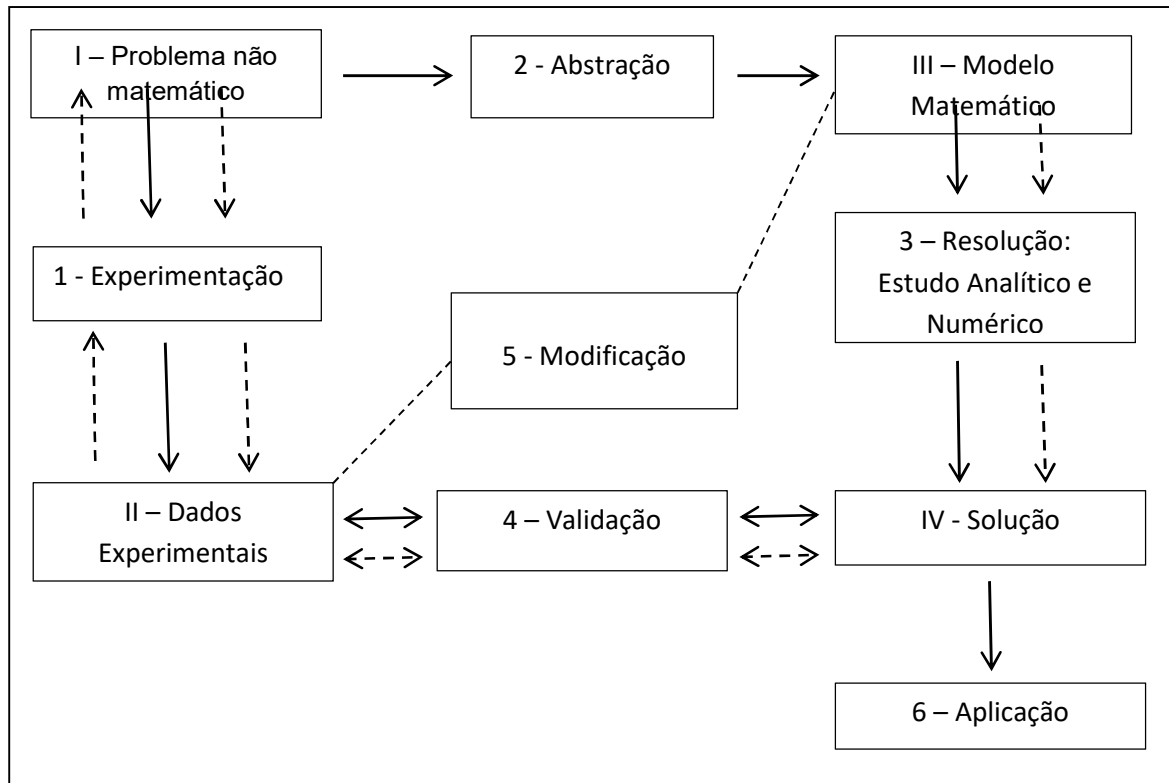 I – Problema não
matemático
2 - Abstração
III – Modelo
Matemático
1 - Experimentação
3 – Resolução:
Estudo Analítico e
Numérico
5 - Modificação
II – Dados
Experimentais
4 – Validação
IV - Solução
6 – Aplicação